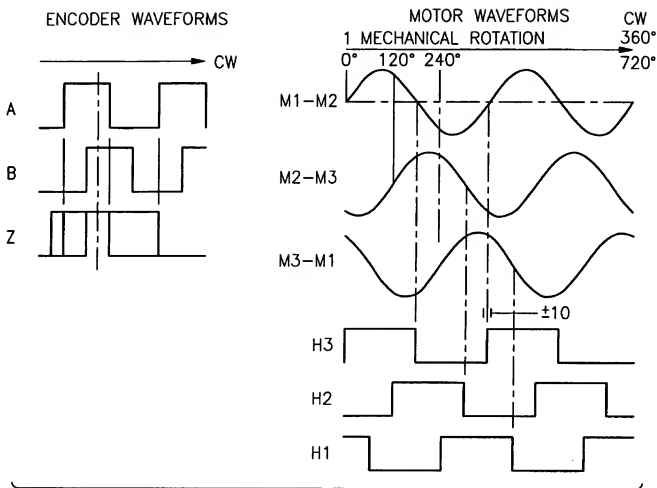 ENCODER WAVEFORMS
CW
A
B
Z
MOTOR WAVEFORMS
CW
1 MECHANICAL ROTATION
360°
0° 120° 240°
720°
M1-M2
M2-M3
M3-M1
±10
H3
H2
H1